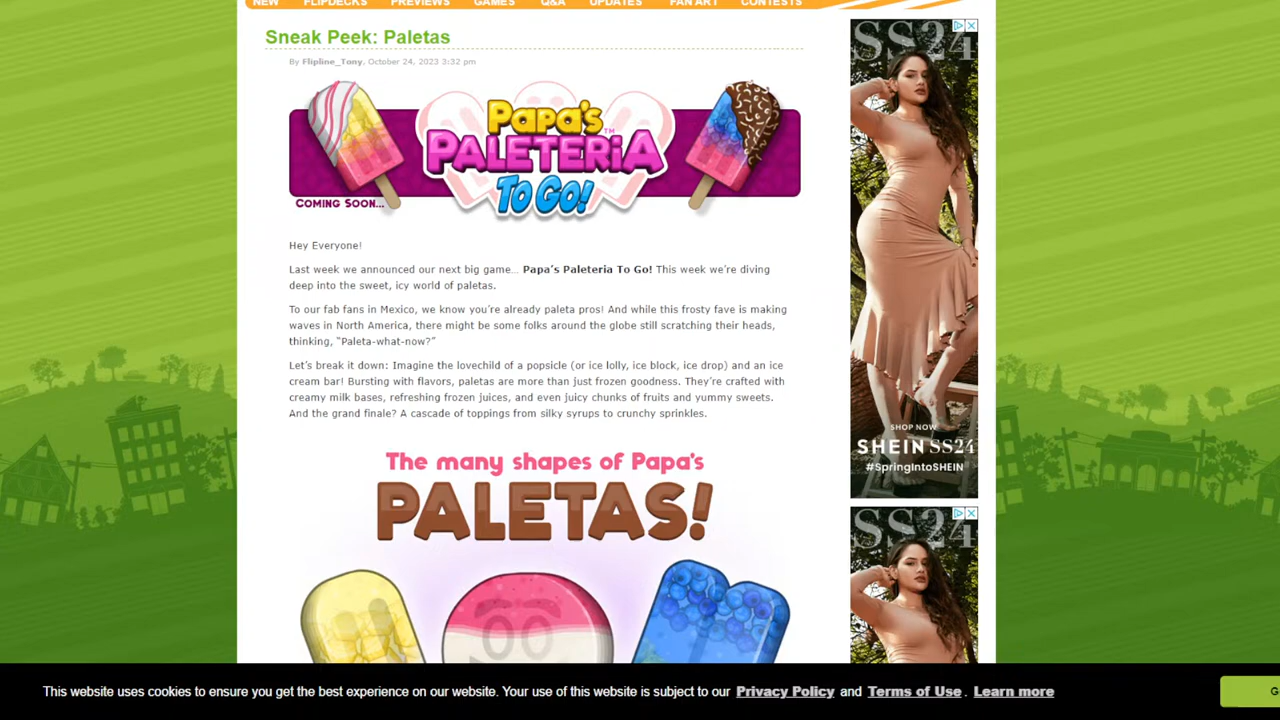 NEW FLIPDECKS PREVIEWS GAMES Q&A UPDATES FAN ART CONTESTS
Sneak Peek: Paletas
By Flipline_Tony, October 24, 2023 3:32 pm
Papa's
PALETERIA™
To Go!
COMING SOON...
Hey Everyone!
Last week we announced our next big game… Papa's Paleteria To Go! This week we're diving
deep into the sweet, icy world of paletas.
To our fab fans in Mexico, we know you're already paleta pros! And while this frosty fave is making
waves in North America, there might be some folks around the globe still scratching their heads,
thinking, "Paleta-what-now?"
Let's break it down: Imagine the lovechild of a popsicle (or ice lolly, ice block, ice drop) and an ice
cream bar! Bursting with flavors, paletas are more than just frozen goodness. They're crafted with
creamy milk bases, refreshing frozen juices, and even juicy chunks of fruits and yummy sweets.
And the grand finale? A cascade of toppings from silky syrups to crunchy sprinkles.
The many shapes of Papa's
PALETAS!
SS24
SHOP NOW
SHEIN SS24
#SpringIntoSHEIN
SS24
This website uses cookies to ensure you get the best experience on our website. Your use of this website is subject to our Privacy Policy and Terms of Use. Learn more
G